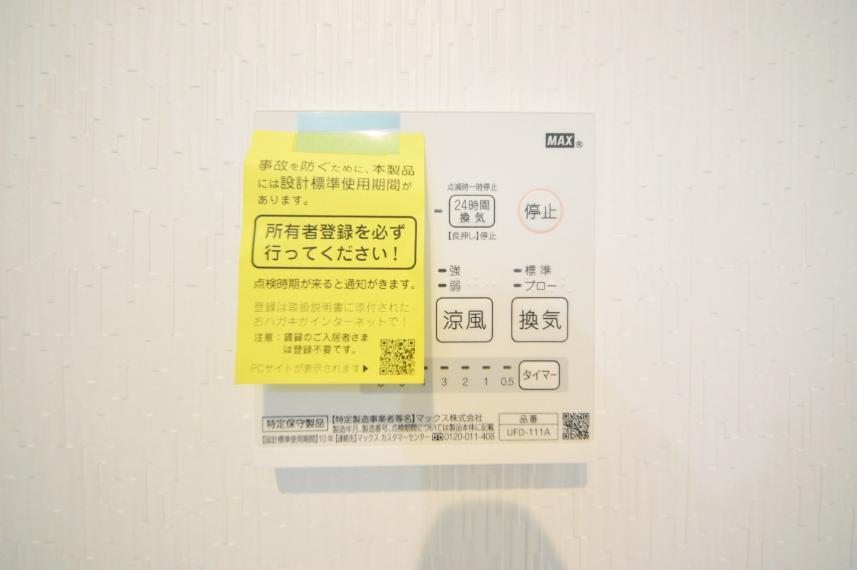 事故を防ぐために、本製品
には設計標準使用期間が
あります。
所有者登録を必ず
行ってください！
点検時期が来ると通知がきます。
登録は取扱説明書に添付された
おハガキかインターネットで！
注意：賃貸のご入居者さま
は登録不要です。
PCサイトが表示されます▶
MAX®
点滅時一時停止
24時間
換気
【長押し】停止
停止
強
弱
標準
ブロー
涼風
換気
3 2 1 0.5
タイマー
特定保守製品
【特定製造事業者等名】マックス株式会社
製造年月、製造番号、点検期間については製品本体に記載
【設計標準使用期間】10年【連絡先】マックス カスタマーセンター 0120-011-408
品番
UFD-111A